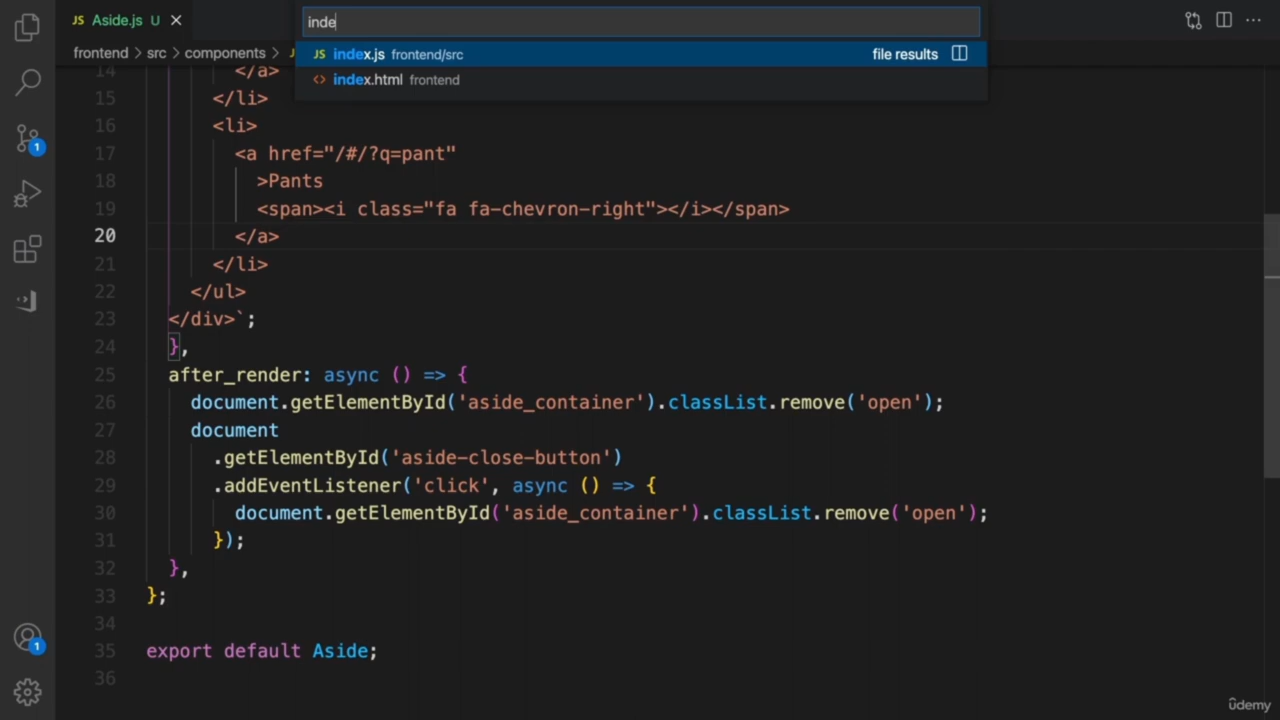 JS Aside.js U
inde
JS index.js frontend/src file results
<> index.html frontend
frontend > src > components >
14 </a>
15 </li>
16 <li>
17 <a href="/#/?q=pant"
18 >Pants
19 <span><i class="fa fa-chevron-right"></i></span>
20 </a>
21 </li>
22 </ul>
23 </div>`;
24 },
25 after_render: async () => {
26 document.getElementById('aside_container').classList.remove('open');
27 document
28 .getElementById('aside-close-button')
29 .addEventListener('click', async () => {
30 document.getElementById('aside_container').classList.remove('open');
31 });
32 },
33 };
34
35 export default Aside;
36
1
1
ûdemy